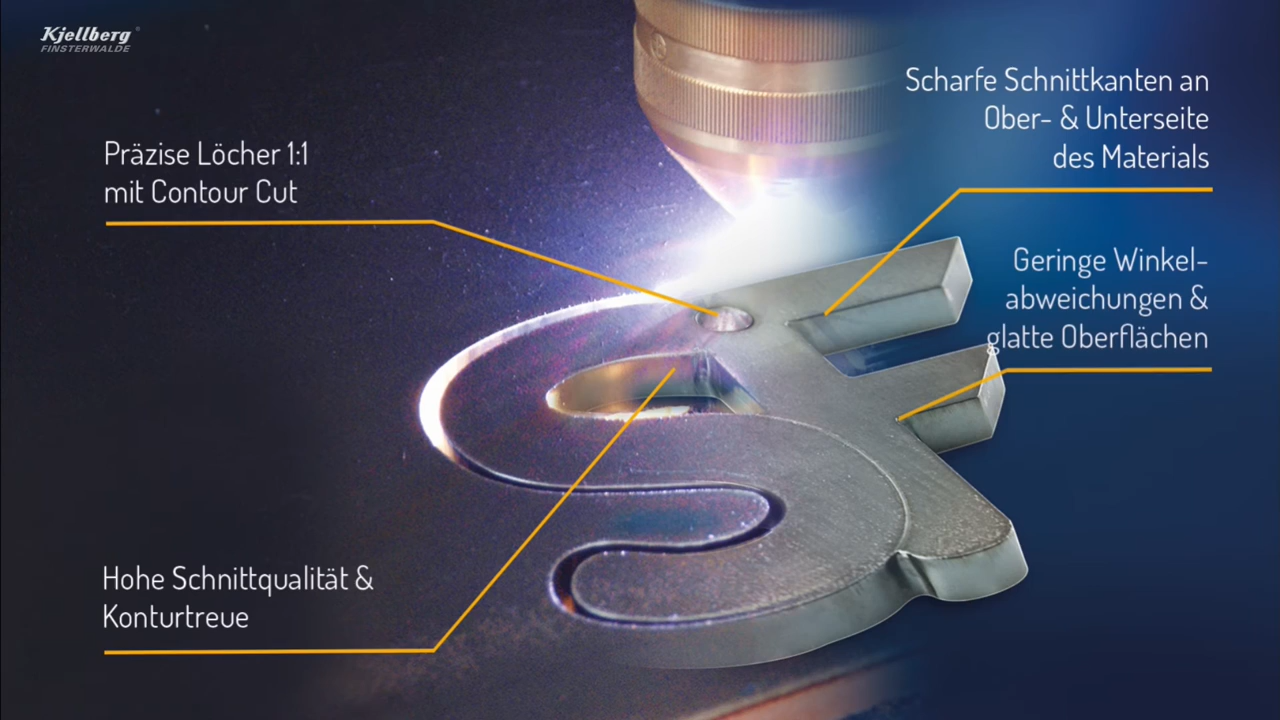 Kjellberg
FINSTERWALDE
Präzise Löcher 1:1
mit Contour Cut
Scharfe Schnittkanten an
Ober- & Unterseite
des Materials
Geringe Winkel-
abweichungen &
glatte Oberflächen
Hohe Schnittqualität &
Konturtreue